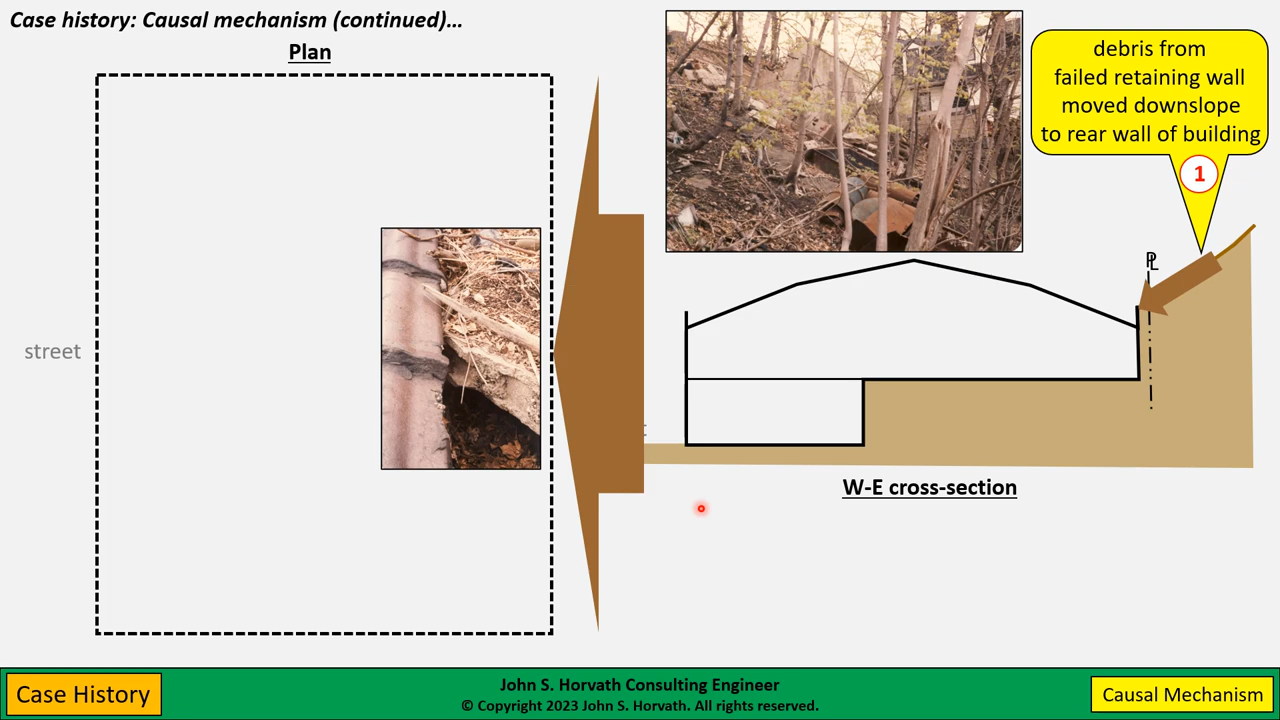 Case history: Causal mechanism (continued)…
Plan
debris from
failed retaining wall
moved downslope
to rear wall of building
1
PL
street
W-E cross-section
Case History
John S. Horvath Consulting Engineer
© Copyright 2023 John S. Horvath. All rights reserved.
Causal Mechanism